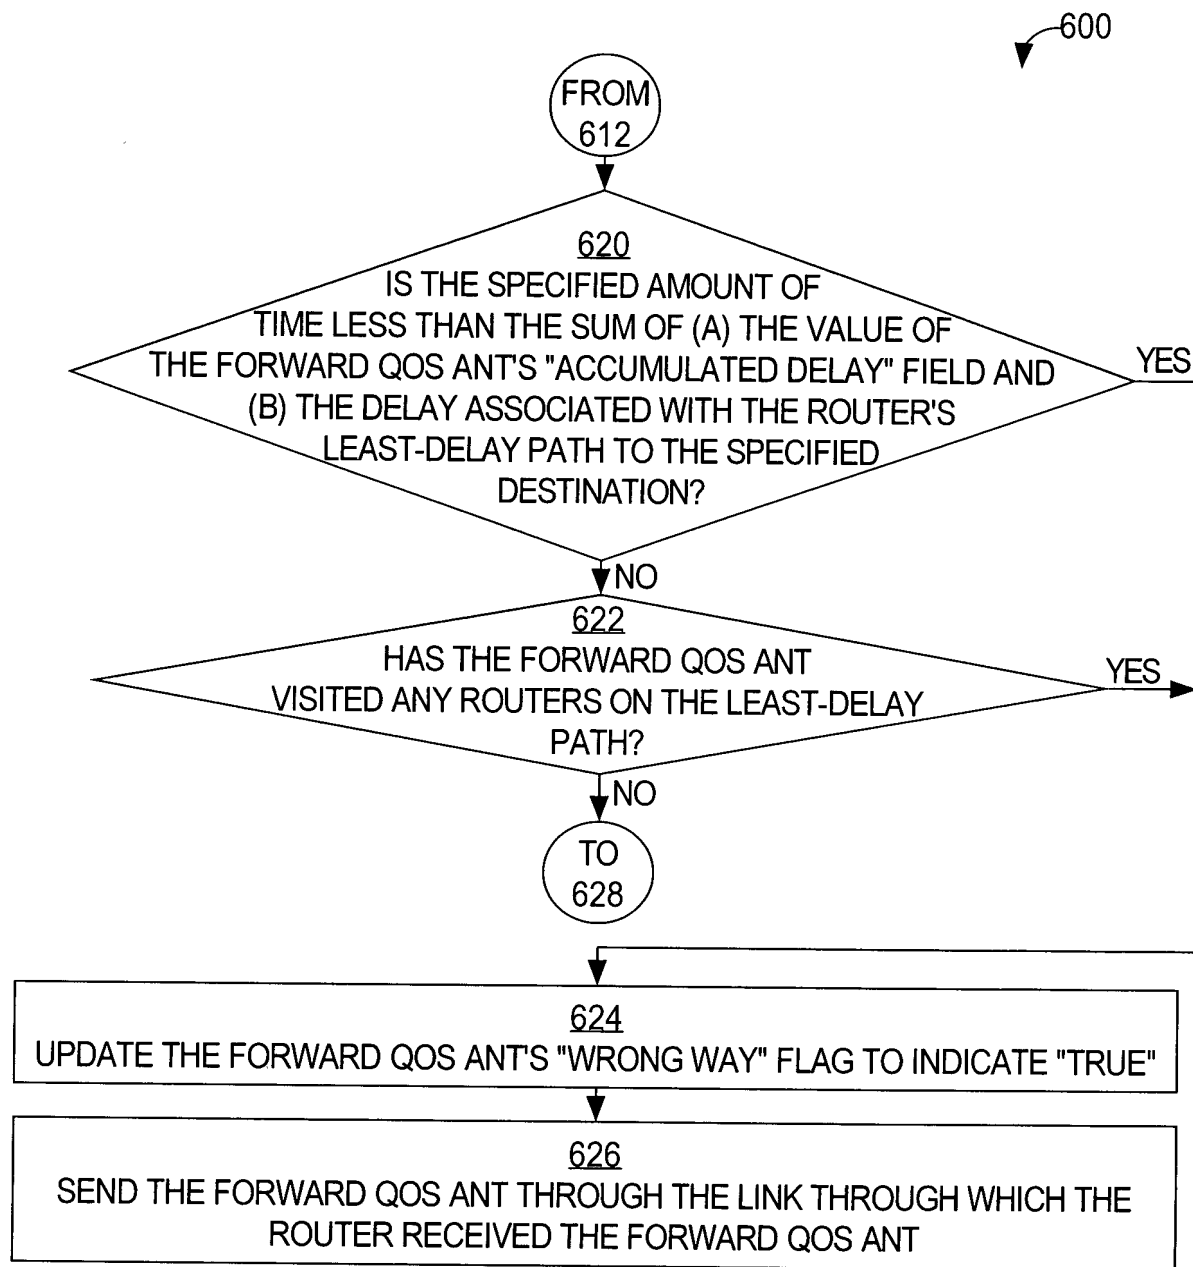 600
FROM
612
620
IS THE SPECIFIED AMOUNT OF
TIME LESS THAN THE SUM OF (A) THE VALUE OF
THE FORWARD QOS ANT'S "ACCUMULATED DELAY" FIELD AND
(B) THE DELAY ASSOCIATED WITH THE ROUTER'S
LEAST-DELAY PATH TO THE SPECIFIED
DESTINATION?
YES
NO
622
HAS THE FORWARD QOS ANT
VISITED ANY ROUTERS ON THE LEAST-DELAY
PATH?
YES
NO
TO
628
624
UPDATE THE FORWARD QOS ANT'S "WRONG WAY" FLAG TO INDICATE "TRUE"
626
SEND THE FORWARD QOS ANT THROUGH THE LINK THROUGH WHICH THE
ROUTER RECEIVED THE FORWARD QOS ANT